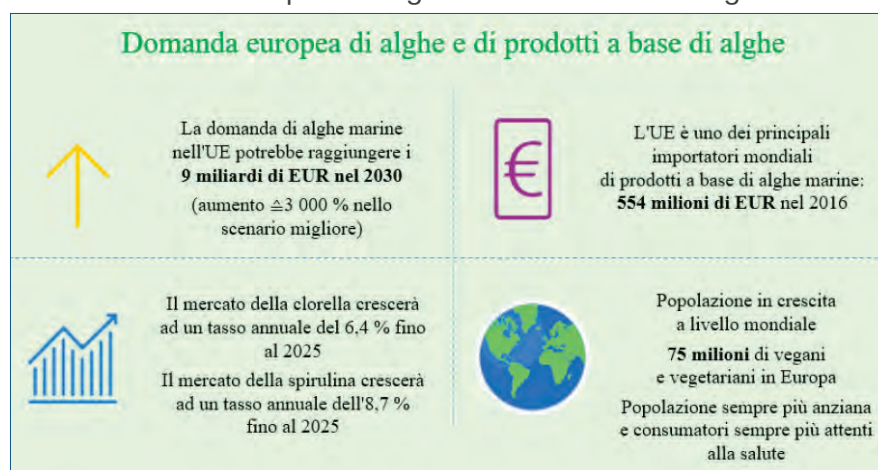 Domanda europea di alghe e di prodotti a base di alghe
La domanda di alghe marine
nell'UE potrebbe raggiungere i
9 miliardi di EUR nel 2030
(aumento ≙3 000 % nello
scenario migliore)
€
L'UE è uno dei principali
importatori mondiali
di prodotti a base di alghe marine:
554 milioni di EUR nel 2016
Il mercato della clorella crescerà
ad un tasso annuale del 6,4 % fino
al 2025
Il mercato della spirulina crescerà
ad un tasso annuale dell'8,7 %
fino al 2025
Popolazione in crescita
a livello mondiale
75 milioni di vegani
e vegetariani in Europa
Popolazione sempre più anziana
e consumatori sempre più attenti
alla salute